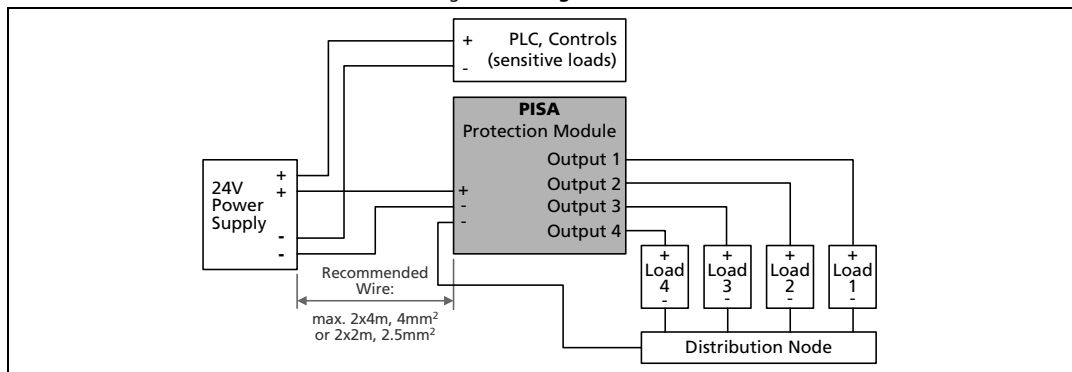 + PLC, Controls
- (sensitive loads)
PISA
Protection Module
Output 1
Output 2
Output 3
Output 4
+
-
-
24V
Power
Supply
+
+
-
-
Recommended
Wire:
max. 2x4m, 4mm²
or 2x2m, 2.5mm²
+
Load
4
-
+
Load
3
-
+
Load
2
-
+
Load
1
-
Distribution Node